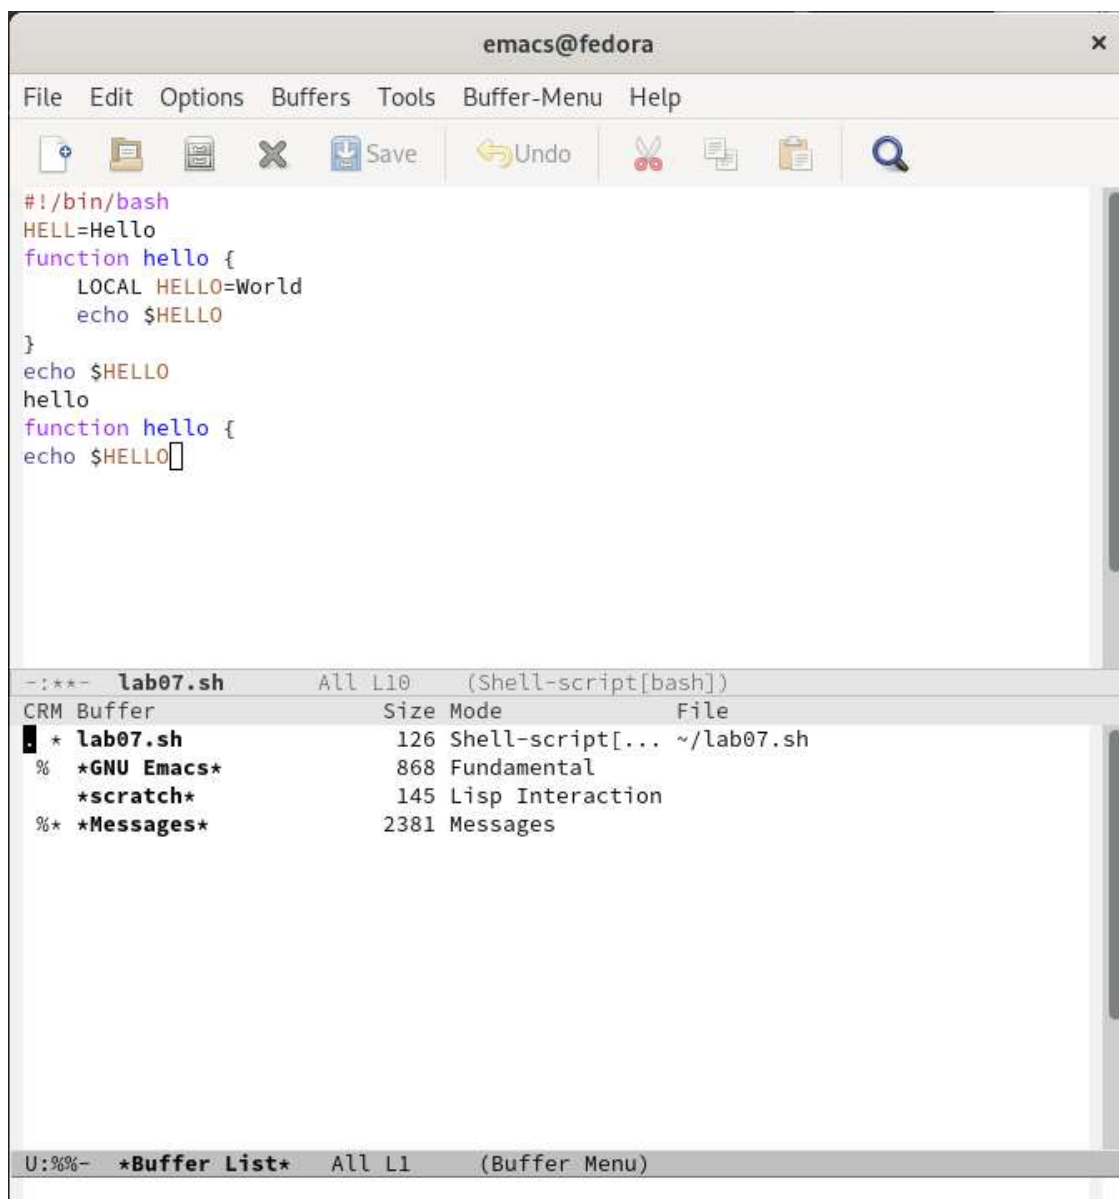 emacs@fedora ×
File Edit Options Buffers Tools Buffer-Menu Help
Save Undo
#!/bin/bash
HELL=Hello
function hello {
    LOCAL HELLO=World
    echo $HELLO
}
echo $HELLO
hello
function hello {
echo $HELLO
-:**-  lab07.sh       All L10    (Shell-script[bash])
CRM Buffer                 Size Mode             File
. * lab07.sh                126 Shell-script[... ~/lab07.sh
 %  *GNU Emacs*             868 Fundamental
    *scratch*               145 Lisp Interaction
 %* *Messages*             2381 Messages
U:%%-  *Buffer List*   All L1     (Buffer Menu)